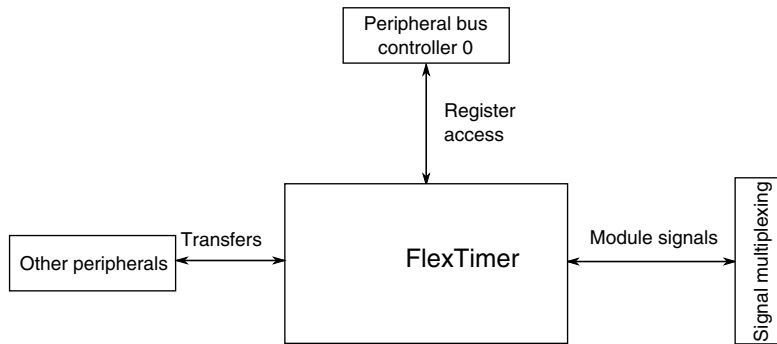 Peripheral bus
controller 0
Register
access
Transfers
Other peripherals
FlexTimer
Module signals
Signal multiplexing